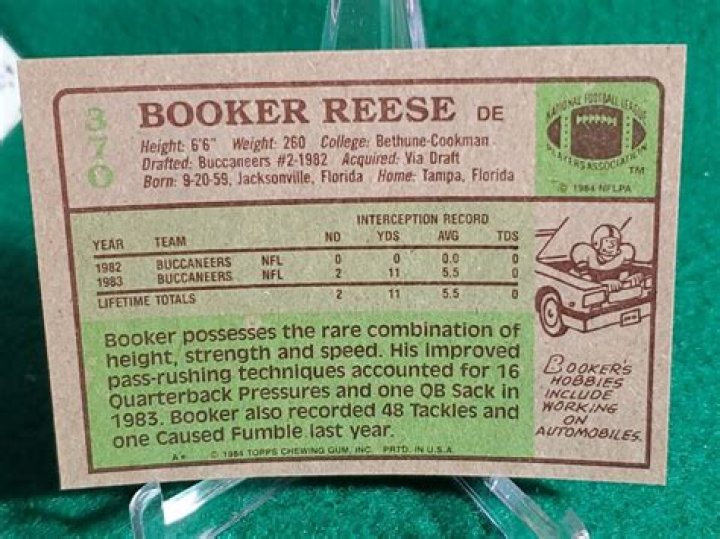 370
BOOKER REESE DE
Height: 6'6" Weight: 260 College: Bethune-Cookman
Drafted: Buccaneers #2-1982 Acquired: Via Draft
Born: 9-20-59, Jacksonville, Florida Home: Tampa, Florida
NATIONAL FOOTBALL LEAGUE
PLAYERS ASSOCIATION
TM
© 1984 NFLPA
INTERCEPTION RECORD
YEAR TEAM NO YDS AVG TDS
1982 BUCCANEERS NFL 0 0 0.0 0
1983 BUCCANEERS NFL 2 11 5.5 0
LIFETIME TOTALS 2 11 5.5 0
Booker possesses the rare combination of
height, strength and speed. His improved
pass-rushing techniques accounted for 16
Quarterback Pressures and one QB Sack in
1983. Booker also recorded 48 Tackles and
one Caused Fumble last year.
BOOKER'S
HOBBIES
INCLUDE
WORKING
ON
AUTOMOBILES.
A* © 1984 TOPPS CHEWING GUM, INC. PRTD. IN U.S.A.